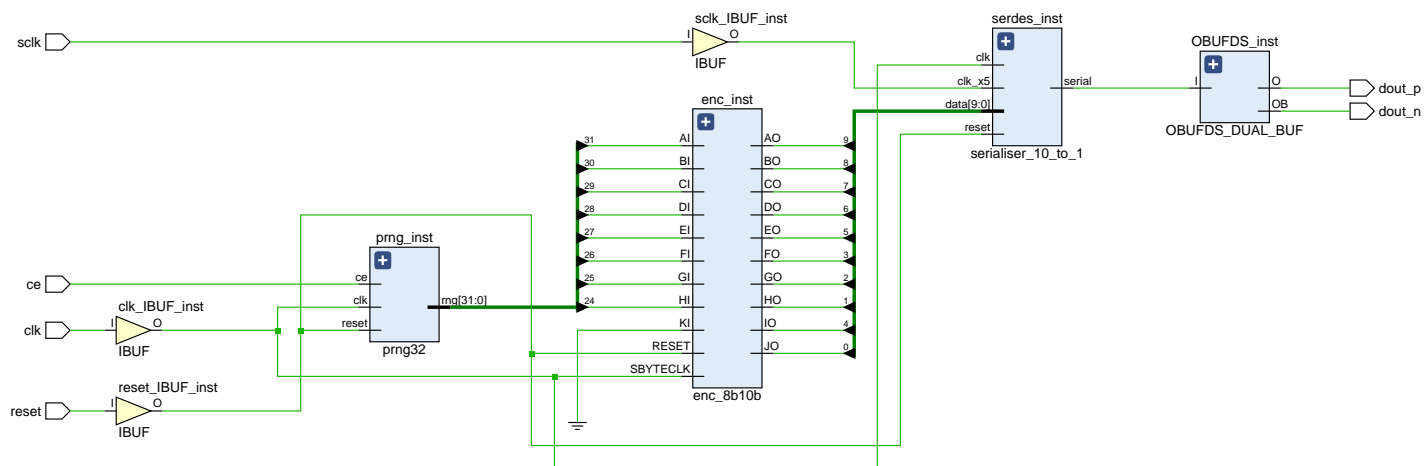 sclk
sclk_IBUF_inst
I
O
IBUF
serdes_inst
clk
clk_x5
data[9:0]
reset
serial
serialiser_10_to_1
OBUFDS_inst
I
O
OB
OBUFDS_DUAL_BUF
dout_p
dout_n
enc_inst
31 AI AO 9
30 BI BO 8
29 CI CO 7
28 DI DO 6
27 EI EO 5
26 FI FO 3
25 GI GO 2
24 HI HO 1
KI IO 4
RESET JO 0
SBYTECLK
enc_8b10b
prng_inst
ce
clk
reset
rng[31:0]
prng32
ce
clk
clk_IBUF_inst
I
O
IBUF
reset
reset_IBUF_inst
I
O
IBUF